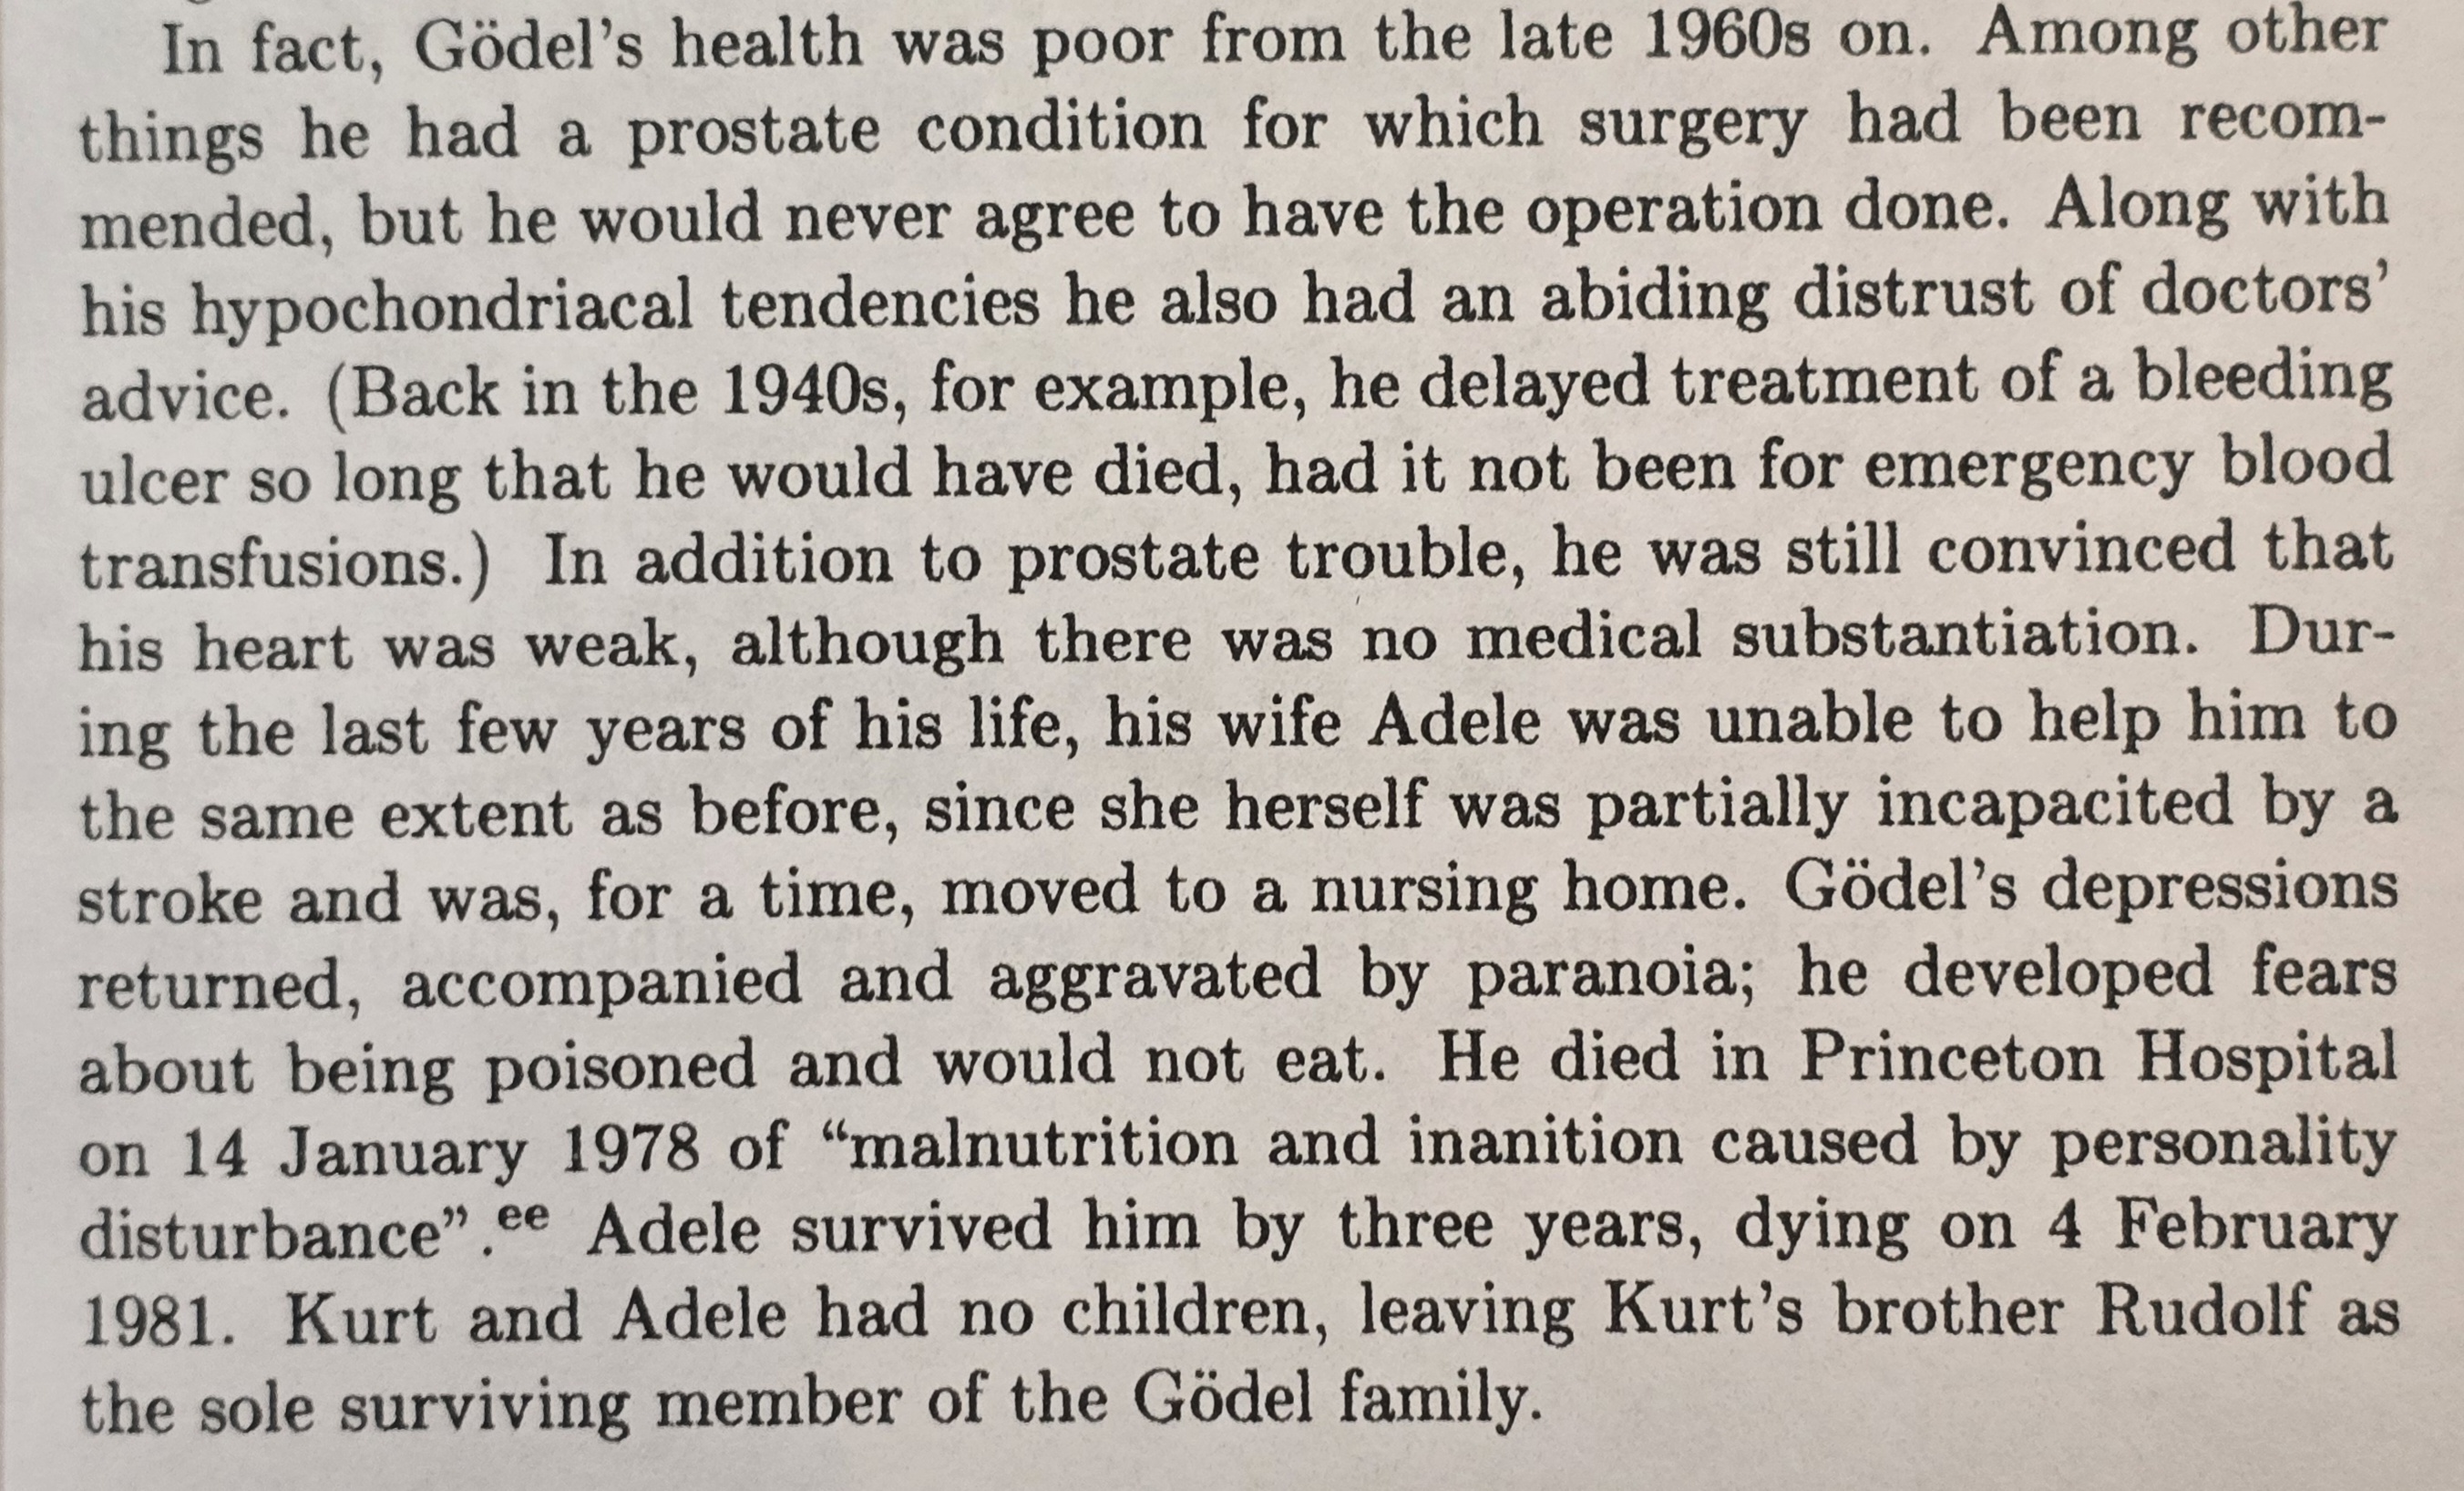 In fact, Gödel’s health was poor from the late 1960s on. Among other
things he had a prostate condition for which surgery had been recom-
mended, but he would never agree to have the operation done. Along with
his hypochondriacal tendencies he also had an abiding distrust of doctors’
advice. (Back in the 1940s, for example, he delayed treatment of a bleeding
ulcer so long that he would have died, had it not been for emergency blood
transfusions.) In addition to prostate trouble, he was still convinced that
his heart was weak, although there was no medical substantiation. Dur-
ing the last few years of his life, his wife Adele was unable to help him to
the same extent as before, since she herself was partially incapacited by a
stroke and was, for a time, moved to a nursing home. Gödel’s depressions
returned, accompanied and aggravated by paranoia; he developed fears
about being poisoned and would not eat. He died in Princeton Hospital
on 14 January 1978 of “malnutrition and inanition caused by personality
disturbance”.ee Adele survived him by three years, dying on 4 February
1981. Kurt and Adele had no children, leaving Kurt’s brother Rudolf as
the sole surviving member of the Gödel family.